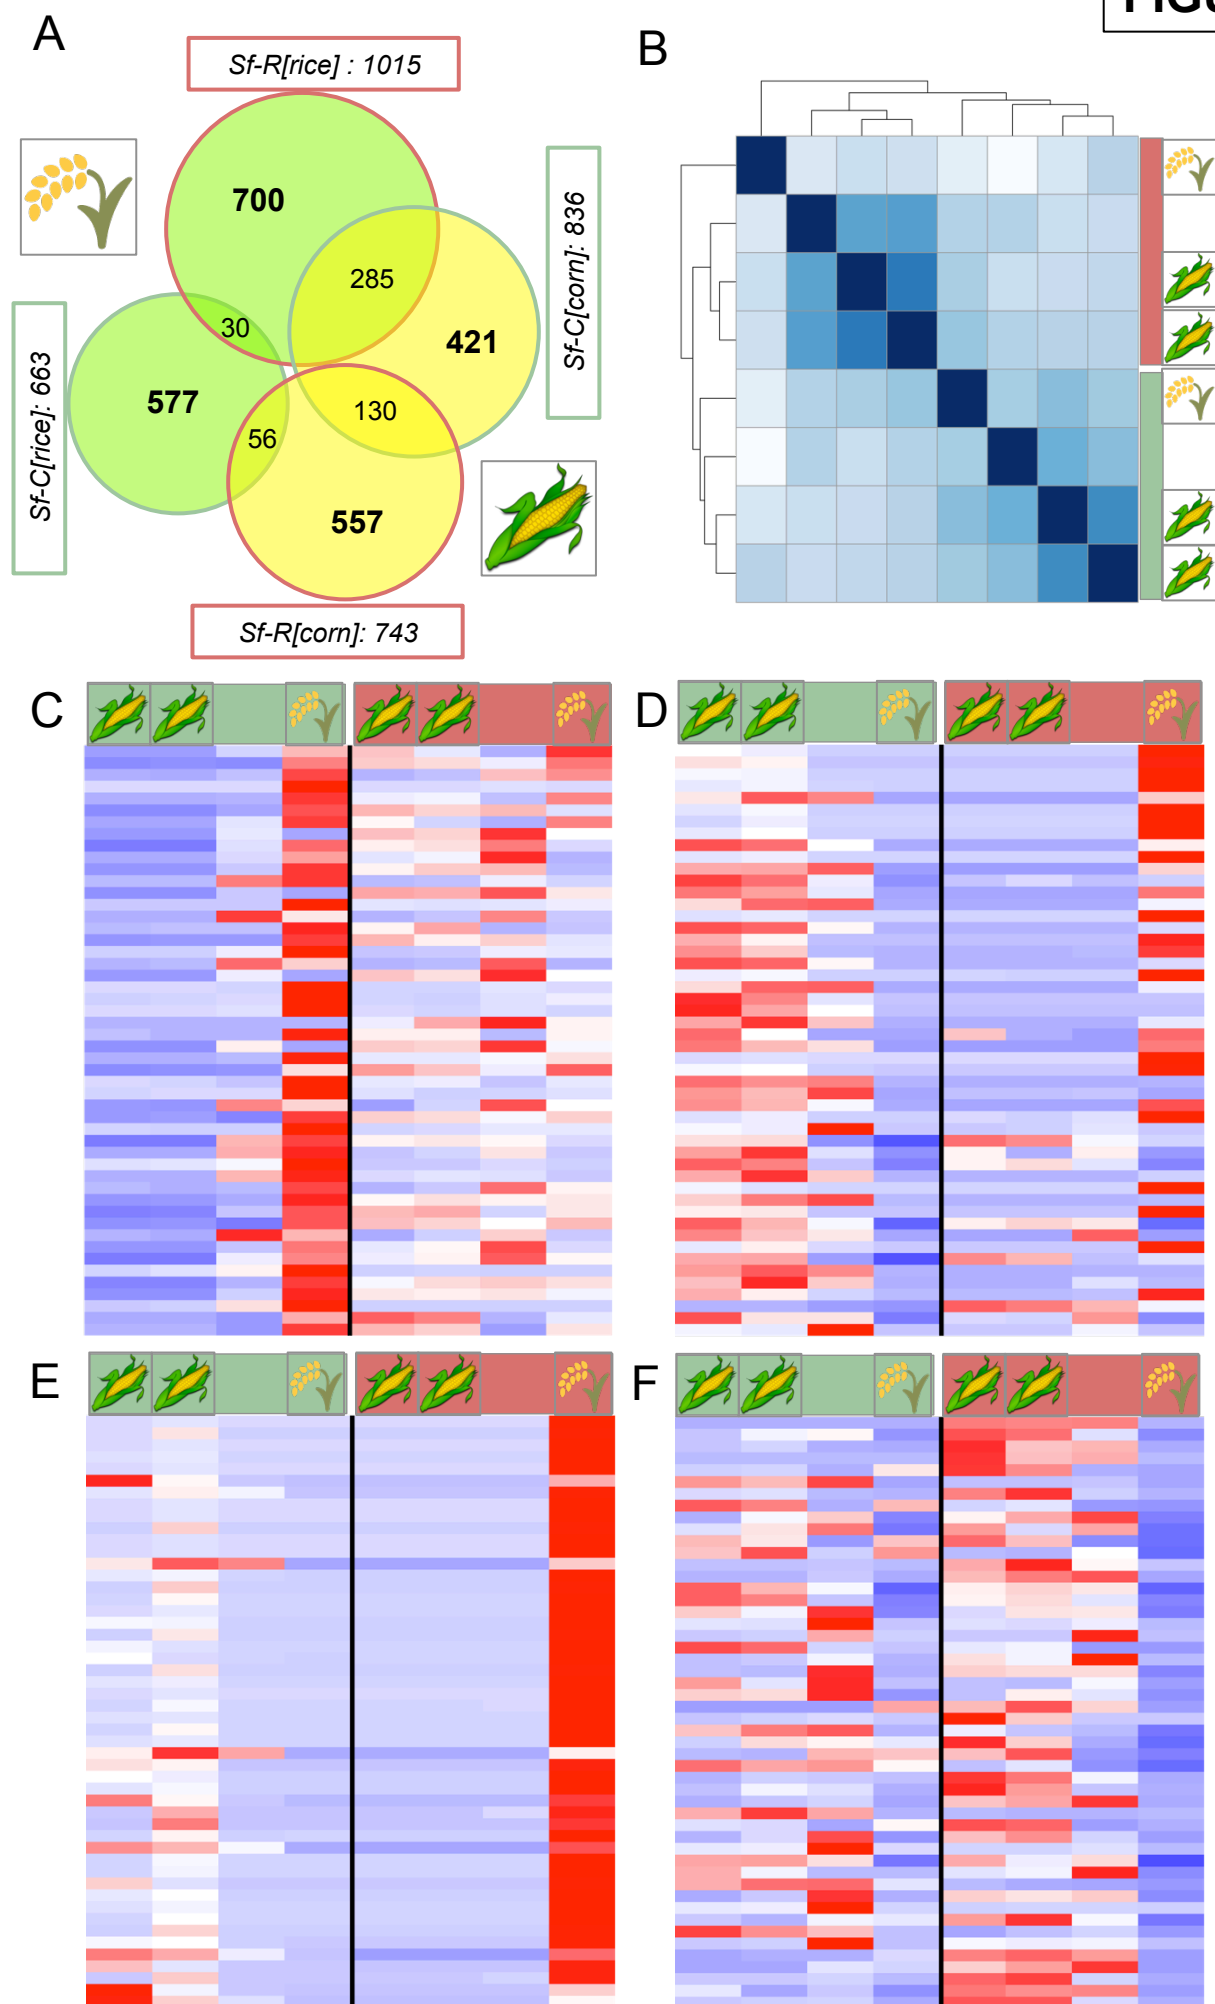 A
B
Sf-R[rice] : 1015
700
285
Sf-C[corn]: 836
421
30
577
Sf-C[rice]: 663
56
130
557
Sf-R[corn]: 743
C
D
E
F